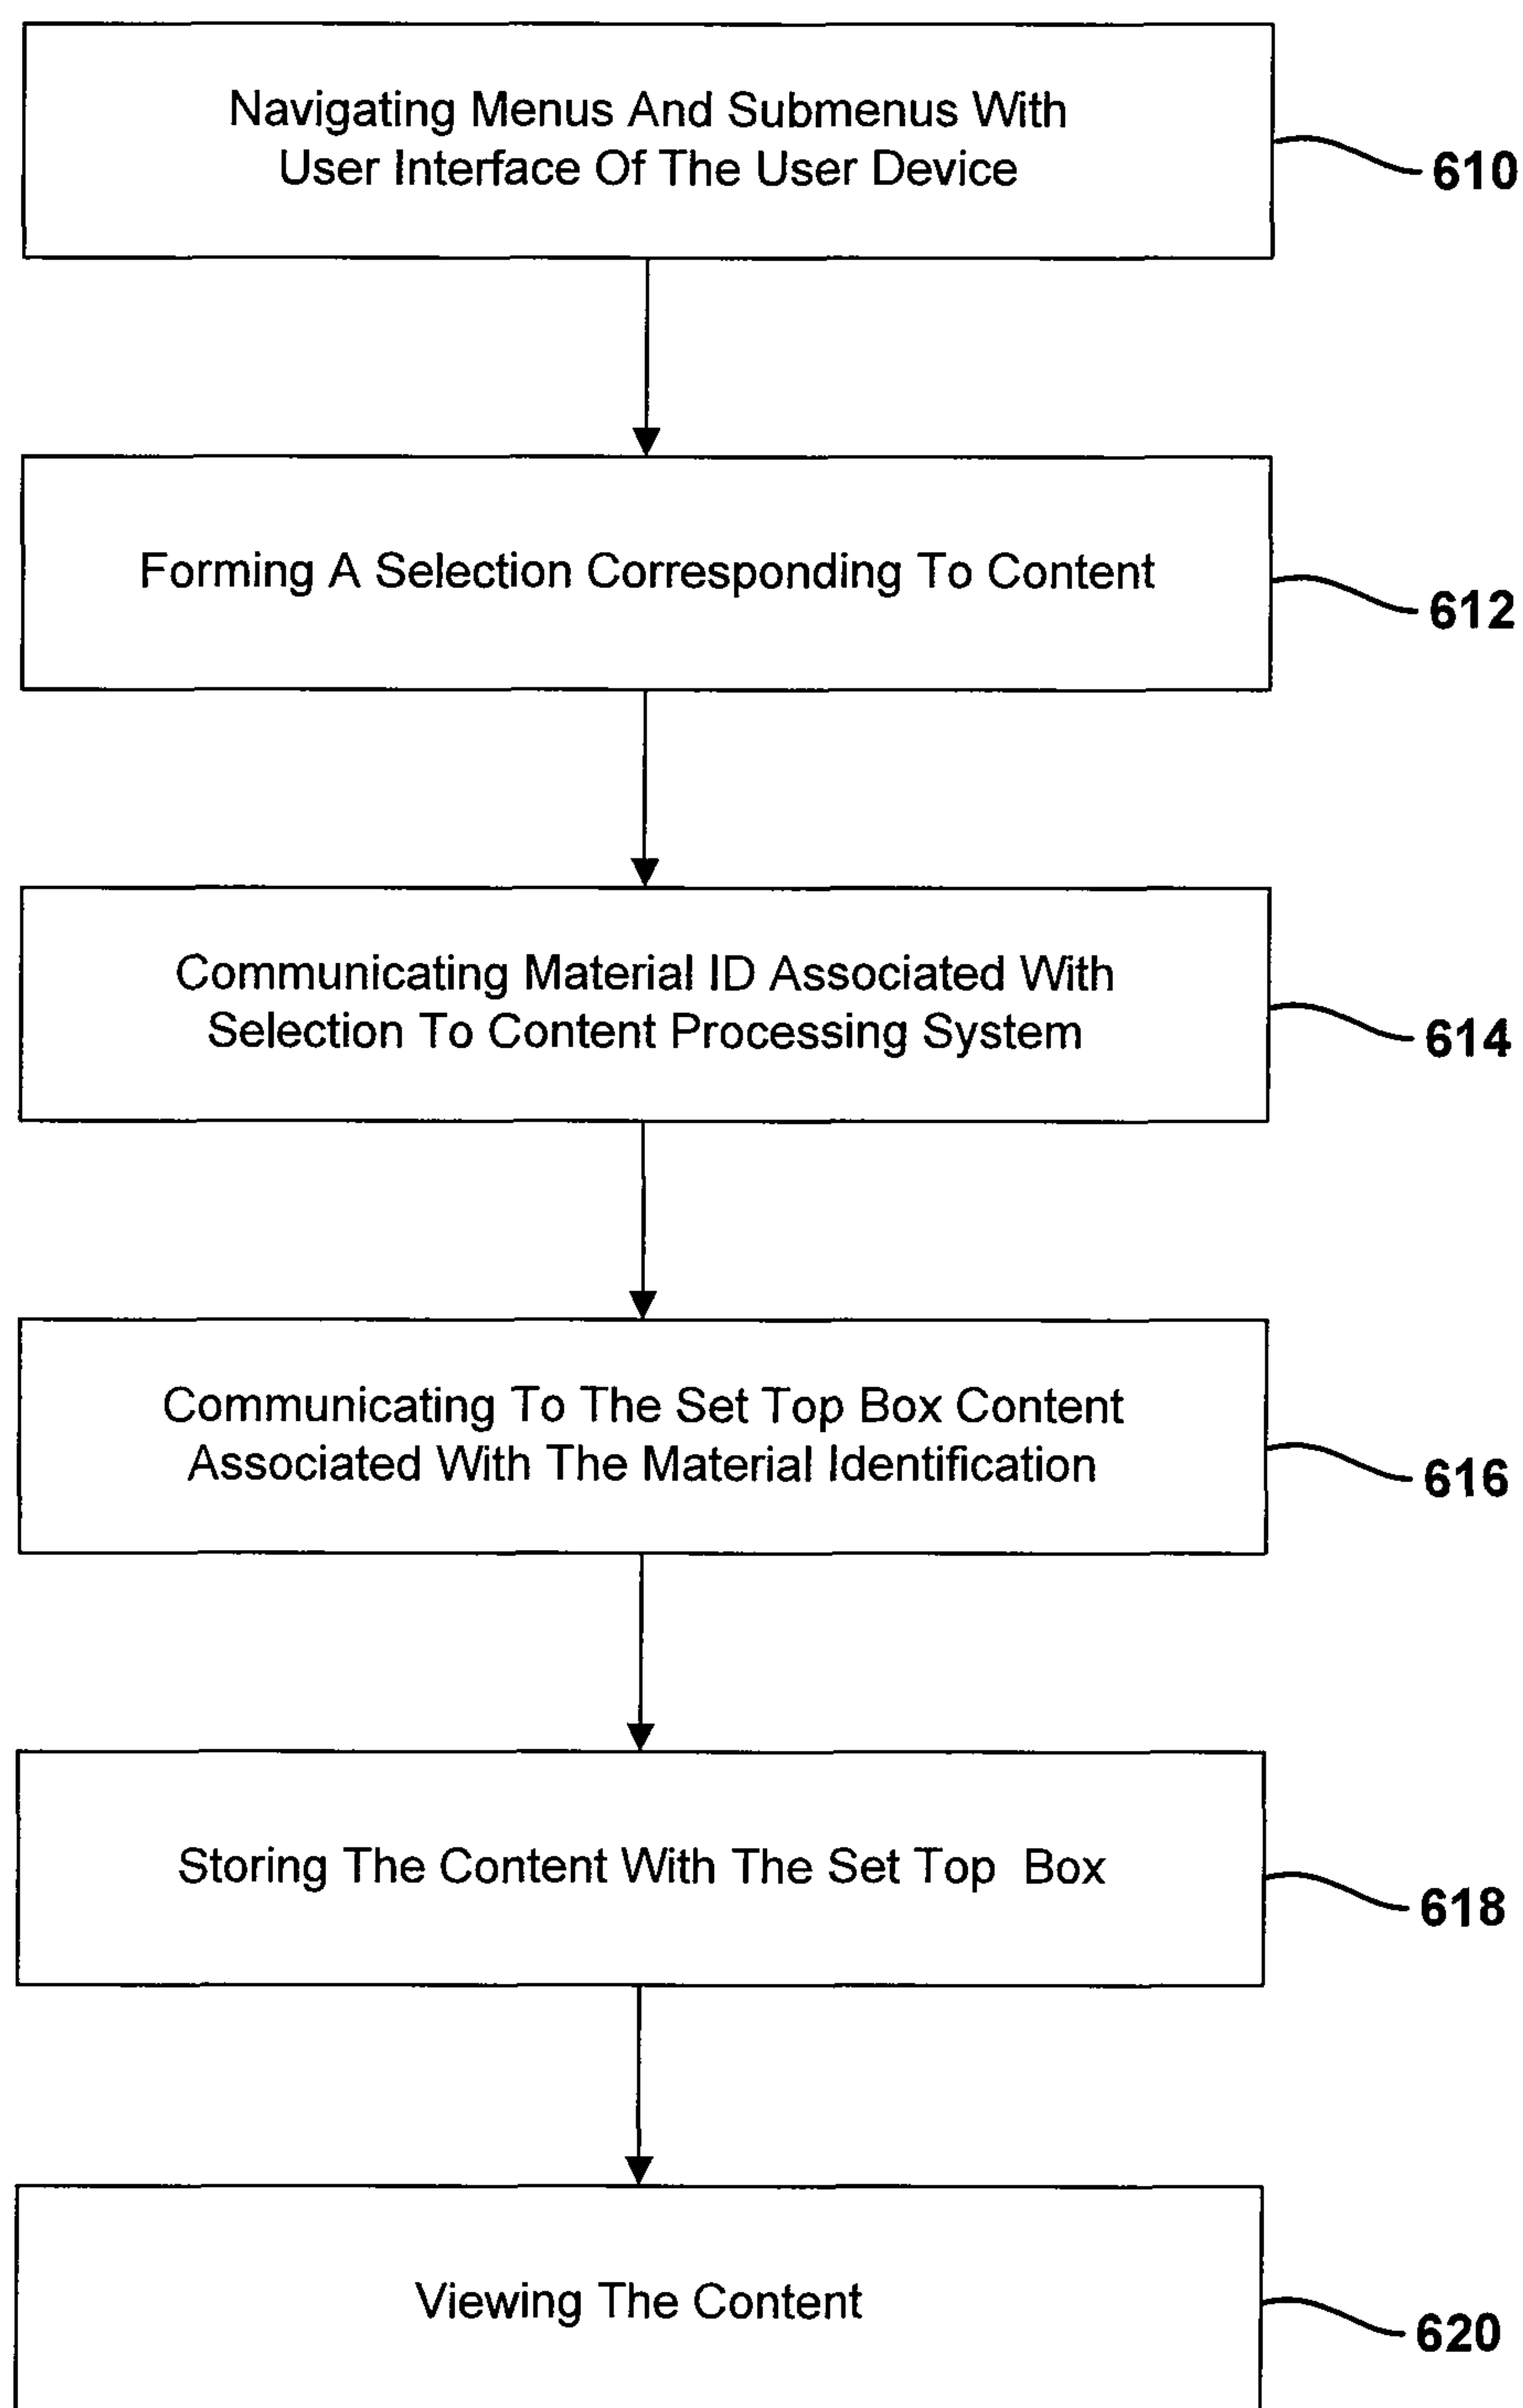 Navigating Menus And Submenus With
User Interface Of The User Device
610
Forming A Selection Corresponding To Content
612
Communicating Material ID Associated With
Selection To Content Processing System
614
Communicating To The Set Top Box Content
Associated With The Material Identification
616
Storing The Content With The Set Top Box
618
Viewing The Content
620